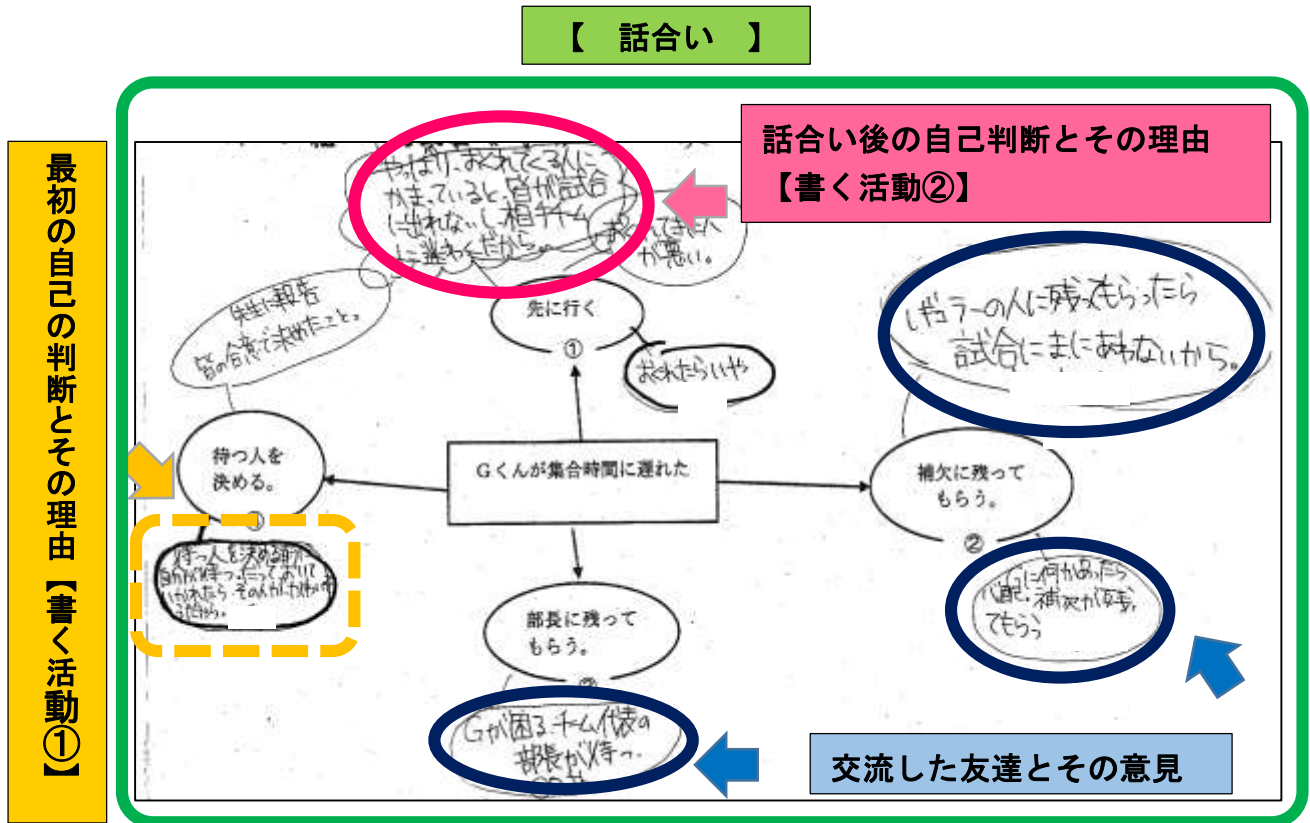 【 話合い 】
最初の自己の判断とその理由【書く活動①】
話合い後の自己判断とその理由
【書く活動②】
やっぱり、おくれてくる人に
かまっていると、皆が試合
に出れないし、相手チーム
に迷わくだから。
が悪い。
先生に報告
皆の合意で決めたこと。
先に行く
①
おくれたらいや
レギュラーの人に残ってもらったら
試合にまにあわないから。
待つ人を
決める。
Gくんが集合時間に遅れた
補欠に残って
もらう。
②
待つ人を決める
部長に残って
もらう。
Gに何かあったら
心配。補欠が残っ
てもらう
Gが困る.チーム代表の
部長が待つ.
交流した友達とその意見